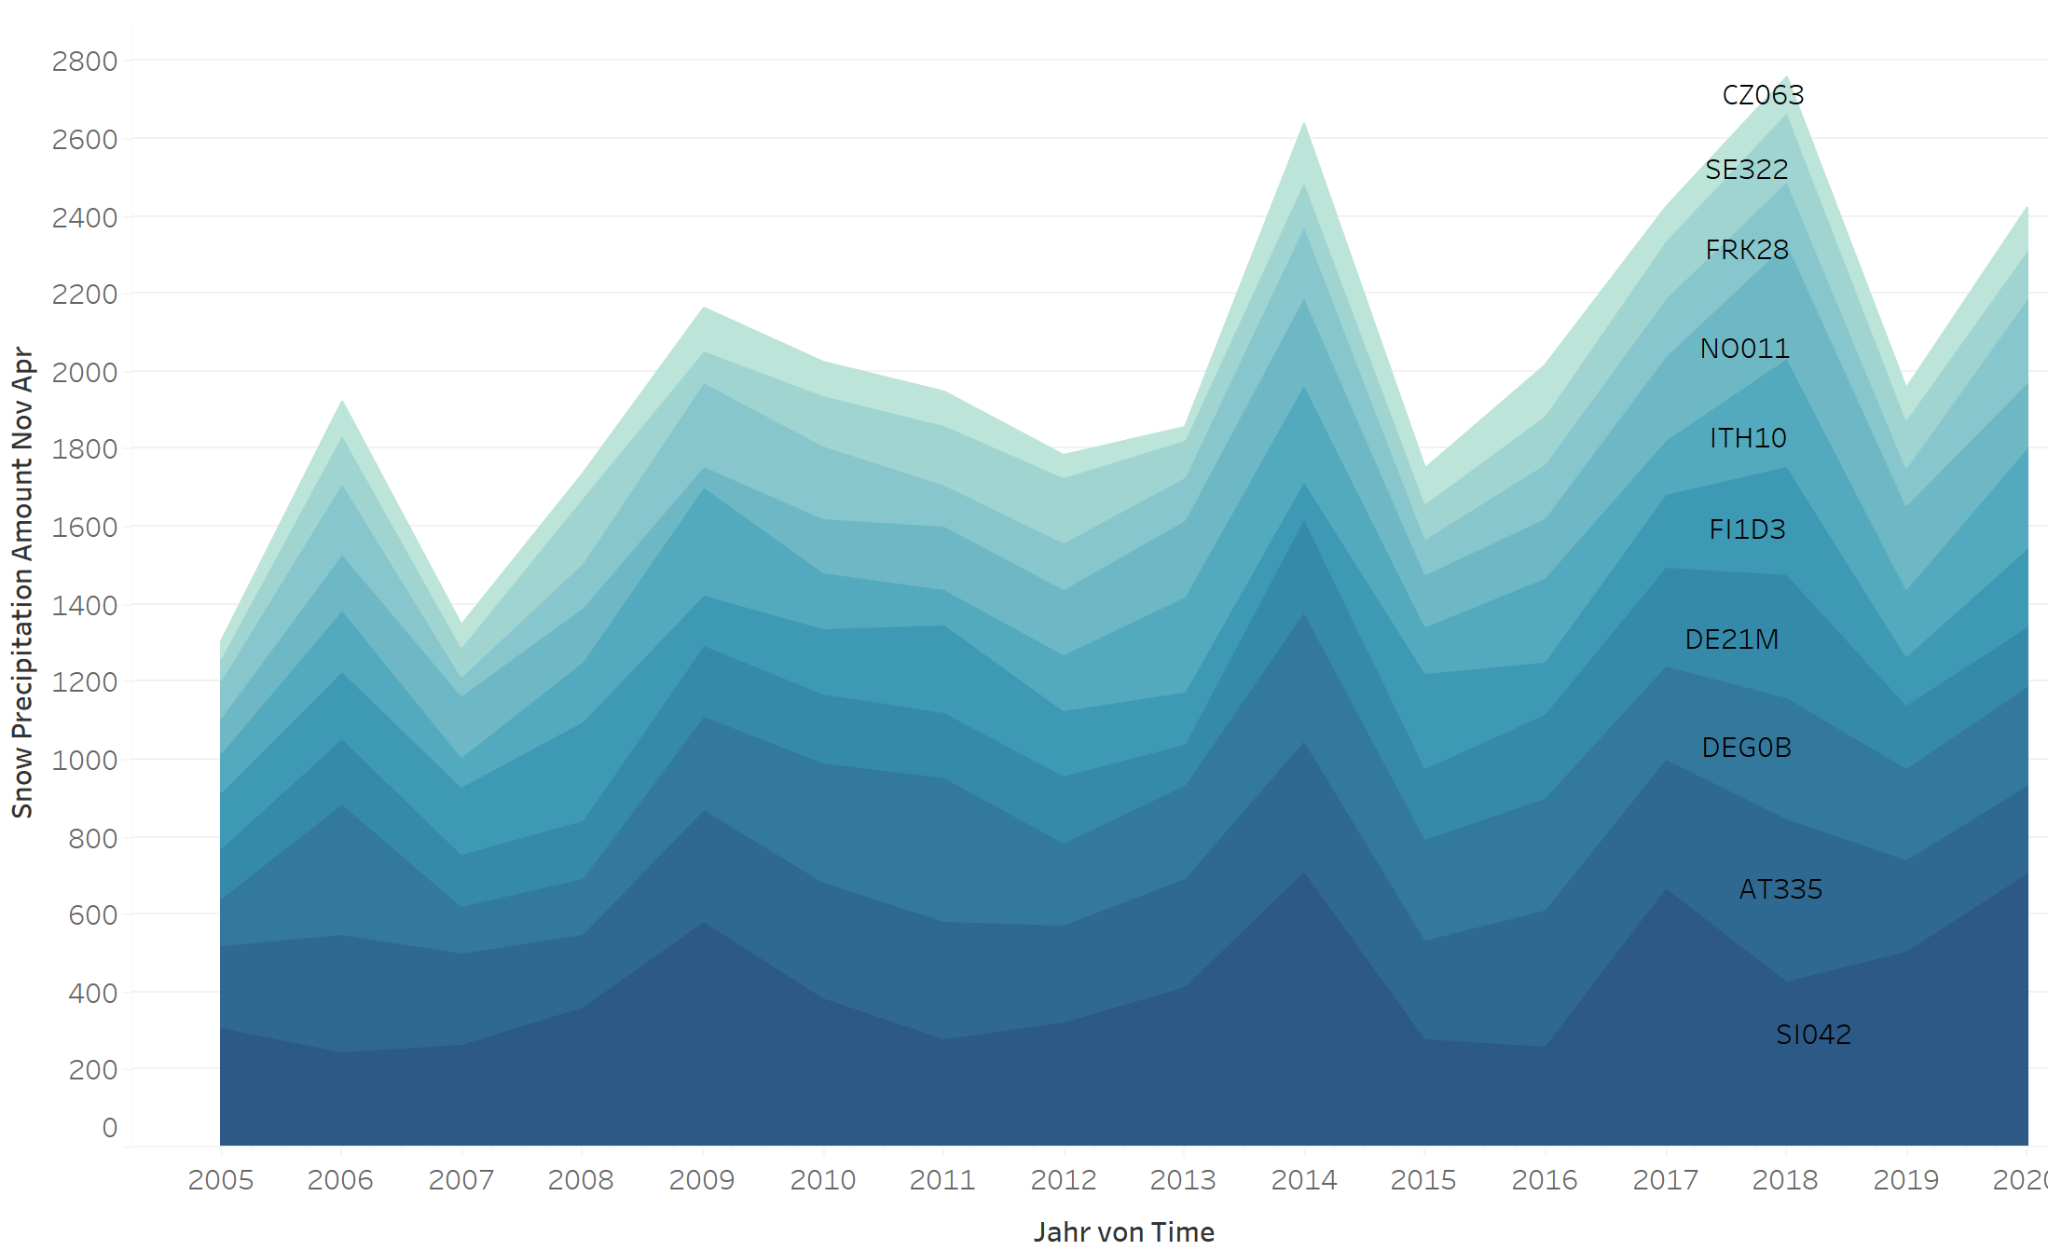 2800
2600
2400
2200
2000
1800
1600
1400
1200
1000
800
600
400
200
0
Snow Precipitation Amount Nov Apr
CZ063
SE322
FRK28
NO011
ITH10
FI1D3
DE21M
DEG0B
AT335
SI042
2005 2006 2007 2008 2009 2010 2011 2012 2013 2014 2015 2016 2017 2018 2019 2020
Jahr von Time